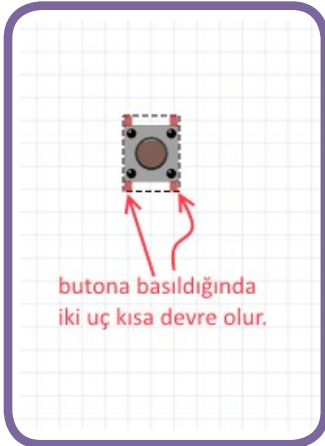 butona basıldığında
iki uç kısa devre olur.